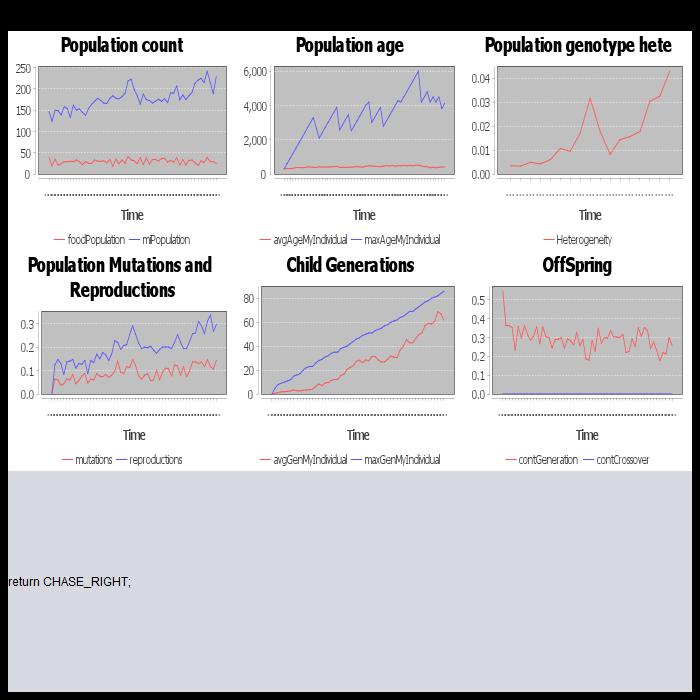 Population count
250
200
150
100
50
0
Time
foodPopulation miPopulation
Population age
6,000
4,000
2,000
0
Time
avgAgeMyIndividual maxAgeMyIndividual
Population genotype hete
0.04
0.03
0.02
0.01
0.00
Time
Heterogeneity
Population Mutations and
Reproductions
0.3
0.2
0.1
0.0
Time
mutations reproductions
Child Generations
80
60
40
20
0
Time
avgGenMyIndividual maxGenMyIndividual
OffSpring
0.5
0.4
0.3
0.2
0.1
0.0
Time
contGeneration contCrossover
return CHASE_RIGHT;